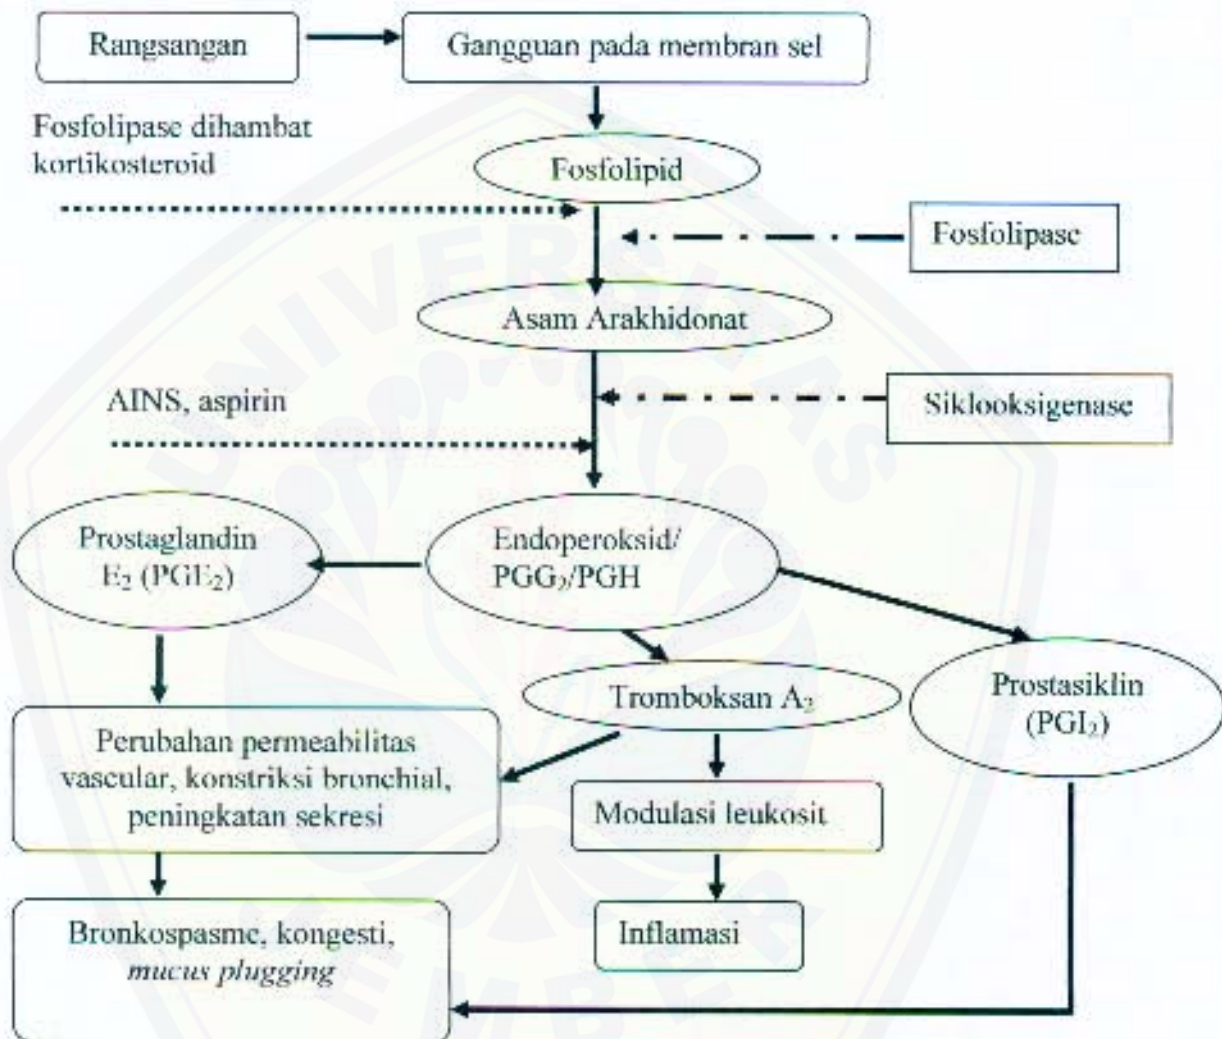 Rangsangan
Gangguan pada membran sel
Fosfolipase dihambat
kortikosteroid
Fosfolipid
Fosfolipase
Asam Arakhidonat
AINS, aspirin
Siklooksigenase
Prostaglandin
E₂ (PGE₂)
Endoperoksid/
PGG₂/PGH
Tromboksan A₂
Prostasiklin
(PGI₂)
Perubahan permeabilitas
vascular, konstriksi bronchial,
peningkatan sekresi
Modulasi leukosit
Bronkospasme, kongesti,
mucus plugging
Inflamasi
UNIVERSITAS
JEMBER